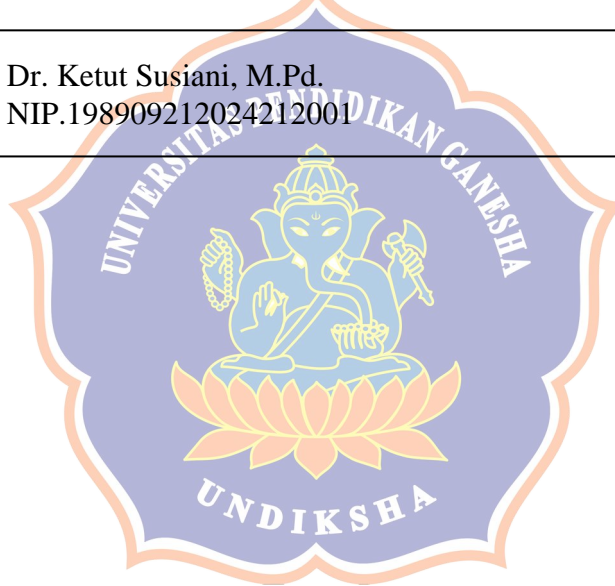 Dr. Ketut Susiani, M.Pd.
NIP.198909212024212001
UNIVERSITAS PENDIDIKAN GANESHA
UNDIKSHA